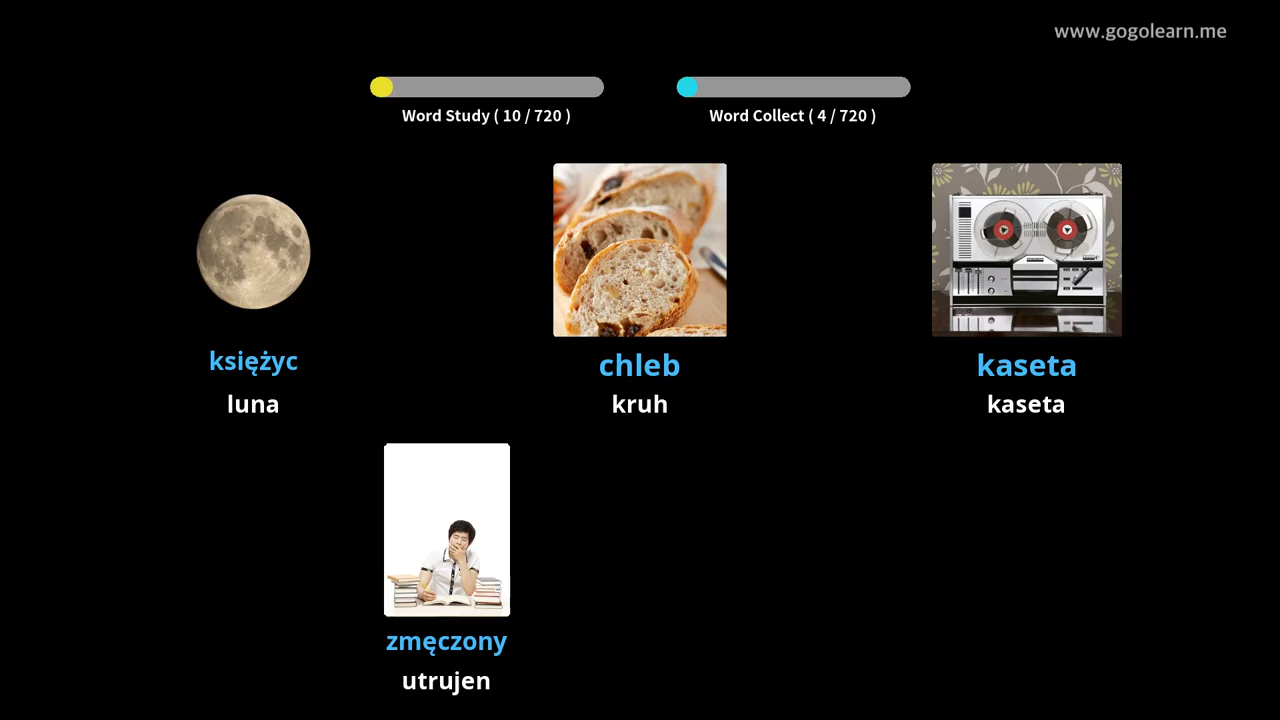 www.gogolearn.me
Word Study ( 10 / 720 )
Word Collect ( 4 / 720 )
księżyc
luna
chleb
kruh
kaseta
kaseta
zmęczony
utrujen